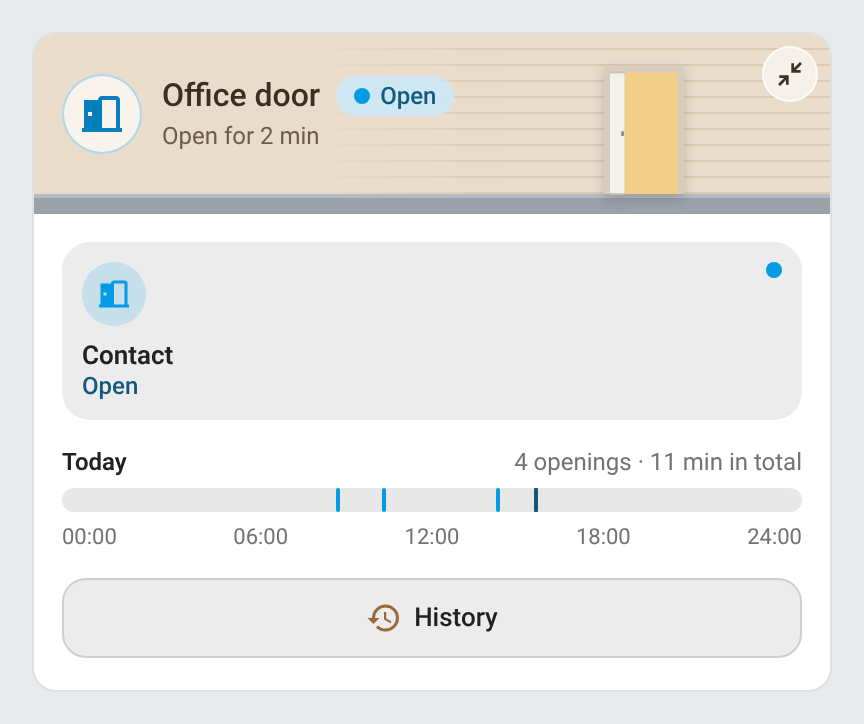 Office door
Open
Open for 2 min
Contact
Open
Today
4 openings · 11 min in total
00:00 06:00 12:00 18:00 24:00
History